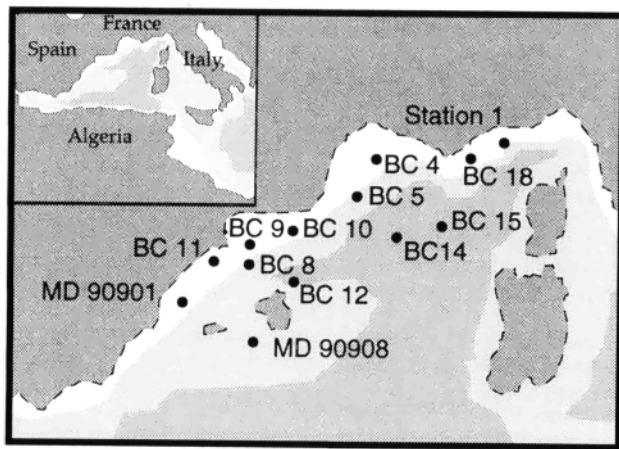 France
Spain
Italy
Algeria
Station 1
BC 4
BC 18
BC 5
BC 9
BC 10
BC 15
BC 11
BC 8
BC14
MD 90901
BC 12
MD 90908